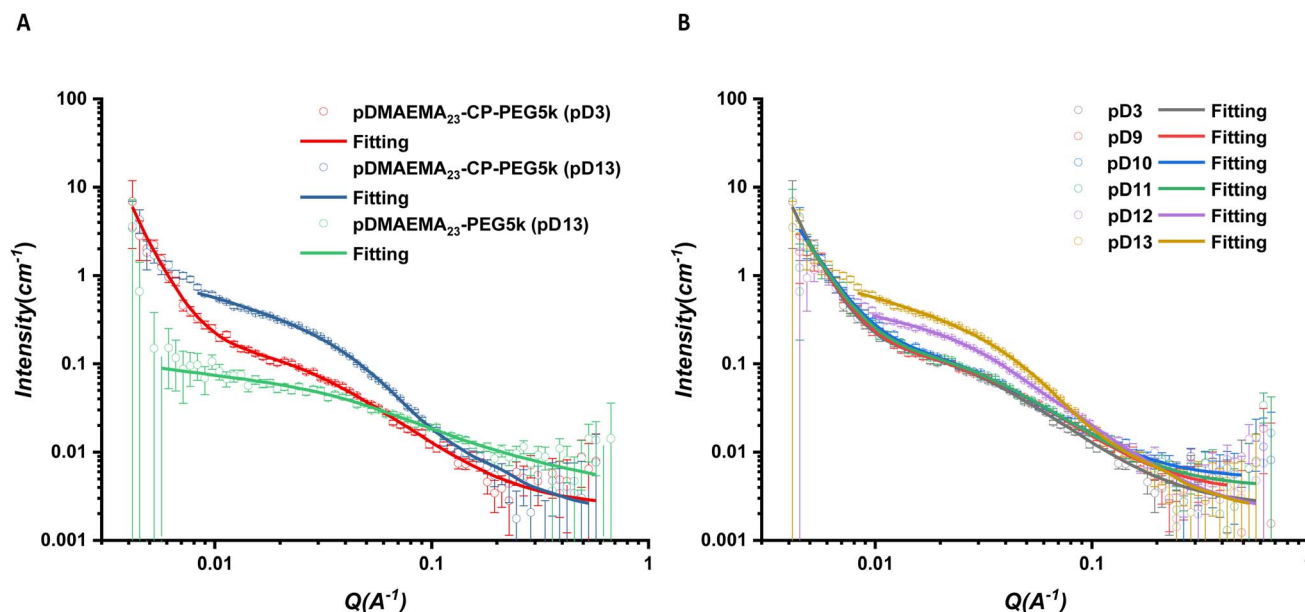 A
100
10
1
0.1
0.01
0.001
Intensity(cm⁻¹)
0.01
0.1
1
Q(A⁻¹)
pDMAEMA₂₃-CP-PEG5k (pD3)
Fitting
pDMAEMA₂₃-CP-PEG5k (pD13)
Fitting
pDMAEMA₂₃-PEG5k (pD13)
Fitting
B
100
10
1
0.1
0.01
0.001
Intensity(cm⁻¹)
0.01
0.1
1
Q(A⁻¹)
pD3 Fitting
pD9 Fitting
pD10 Fitting
pD11 Fitting
pD12 Fitting
pD13 Fitting